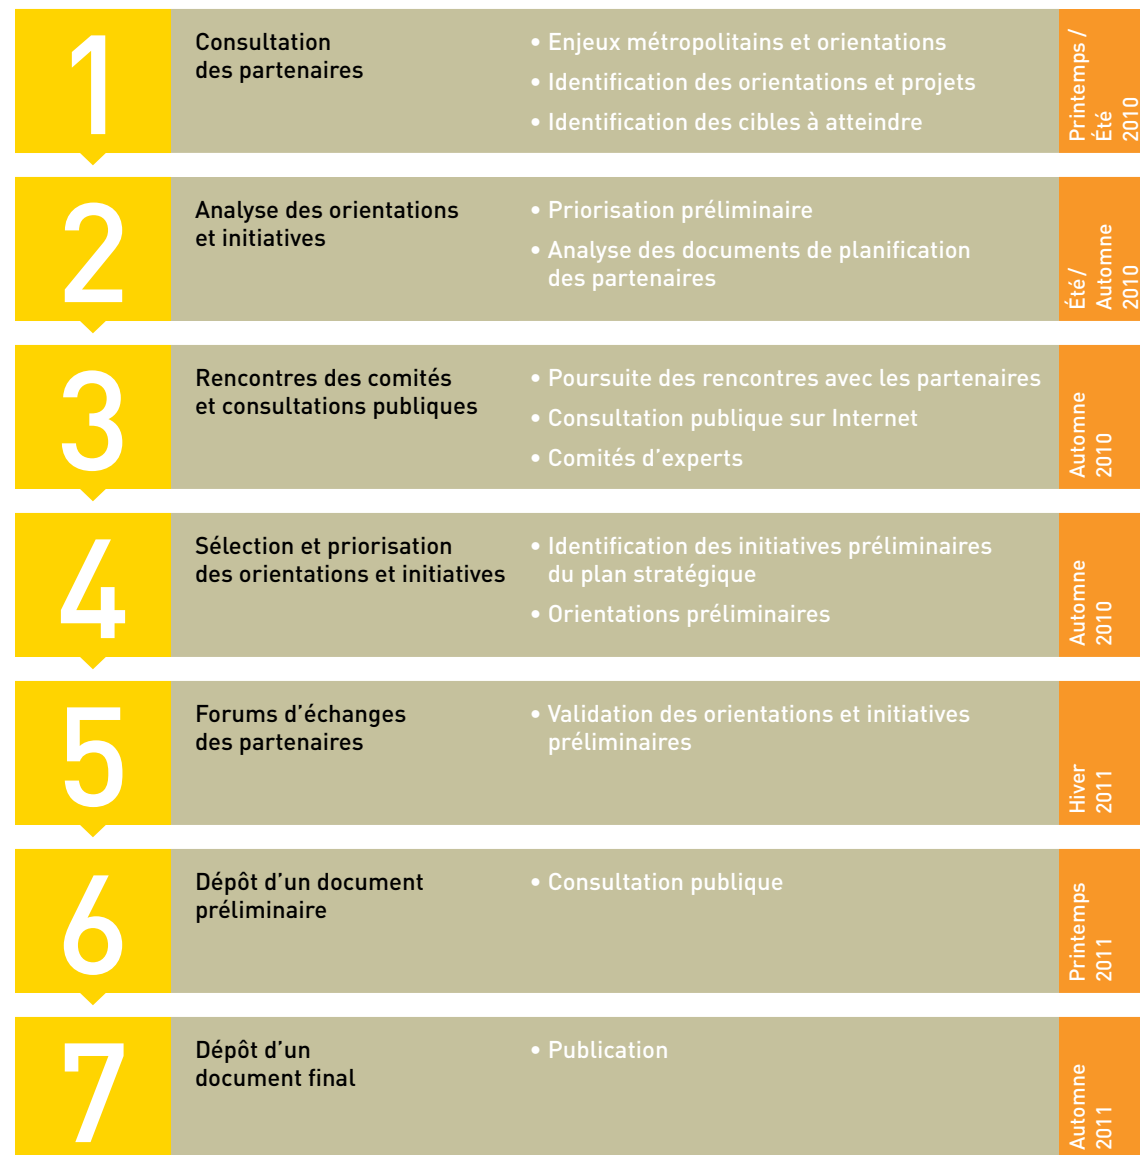 1
Consultation
des partenaires
• Enjeux métropolitains et orientations
• Identification des orientations et projets
• Identification des cibles à atteindre
Printemps /
Été
2010
2
Analyse des orientations
et initiatives
• Priorisation préliminaire
• Analyse des documents de planification
des partenaires
Été /
Automne
2010
3
Rencontres des comités
et consultations publiques
• Poursuite des rencontres avec les partenaires
• Consultation publique sur Internet
• Comités d’experts
Automne
2010
4
Sélection et priorisation
des orientations et initiatives
• Identification des initiatives préliminaires
du plan stratégique
• Orientations préliminaires
Automne
2010
5
Forums d’échanges
des partenaires
• Validation des orientations et initiatives
préliminaires
Hiver
2011
6
Dépôt d’un document
préliminaire
• Consultation publique
Printemps
2011
7
Dépôt d’un
document final
• Publication
Automne
2011